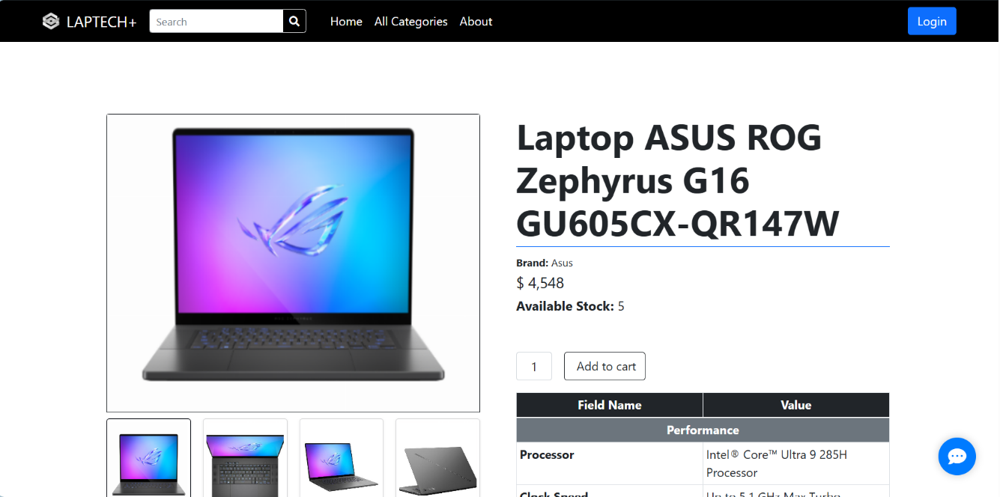 LAPTECH+
Search
Home
All Categories
About
Login
Laptop ASUS ROG
Zephyrus G16
GU605CX-QR147W
Brand: Asus
$ 4,548
Available Stock: 5
1
Add to cart
Field Name
Value
Performance
Processor
Intel® Core™ Ultra 9 285H
Processor
Clock Speed
Up to 5.1 GHz Max Turbo